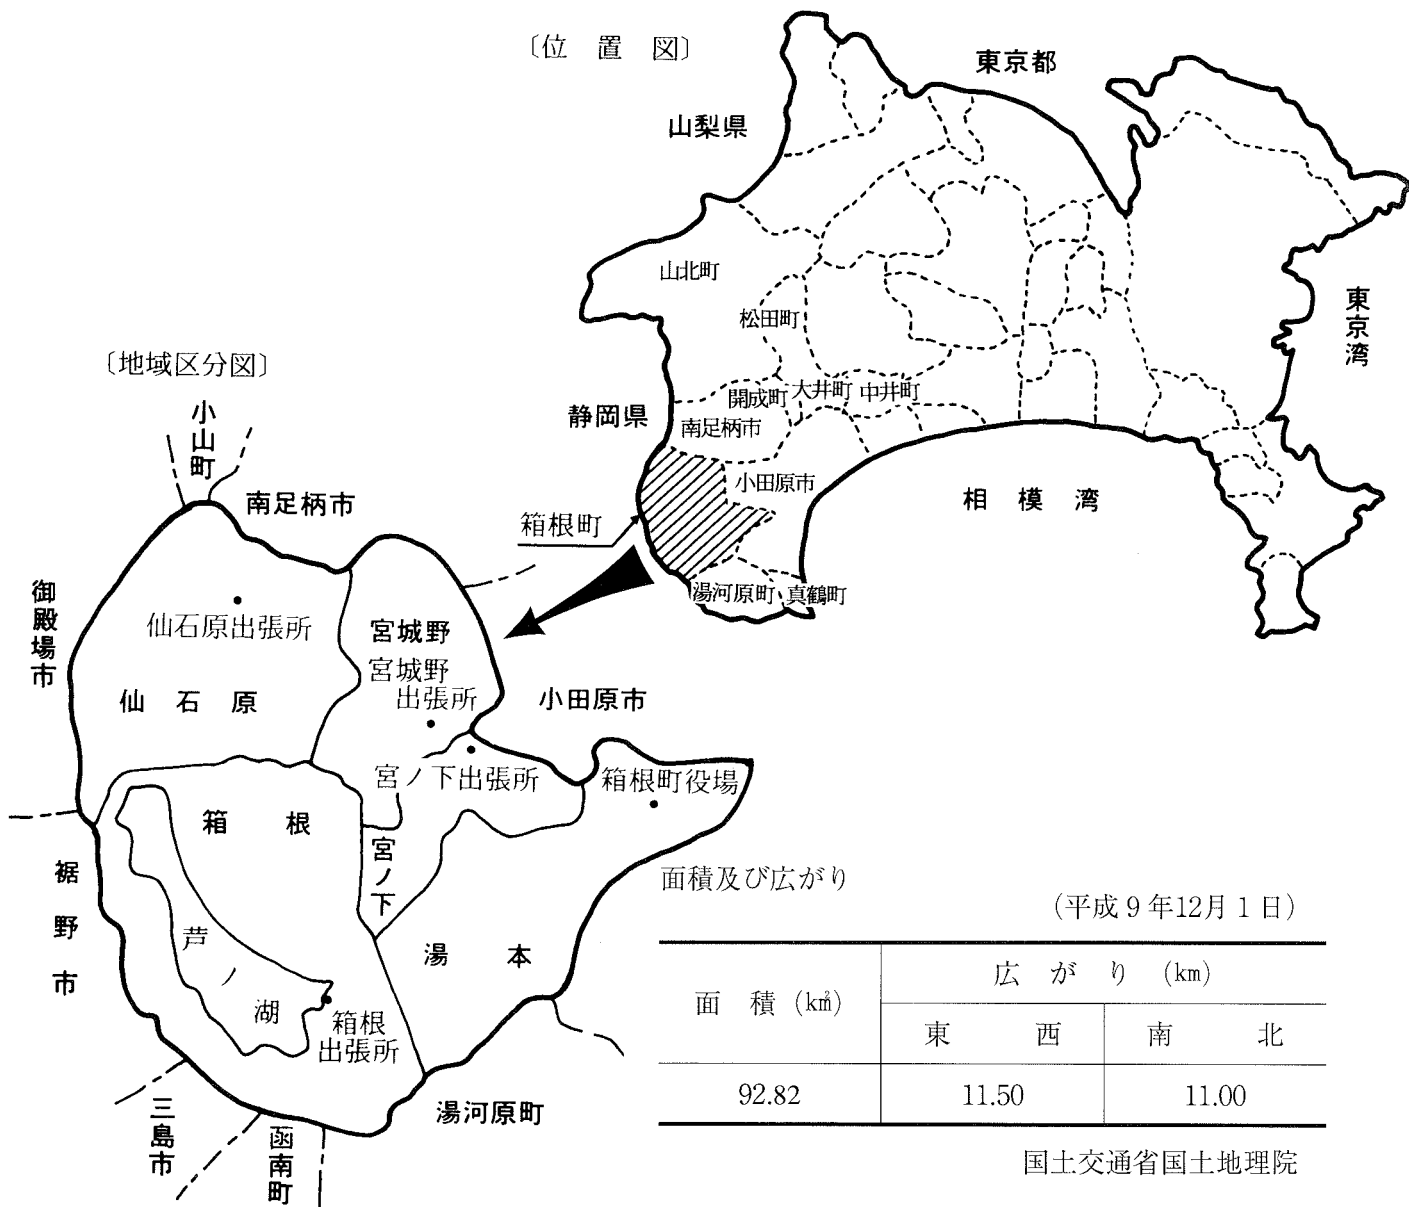 〔位置図〕
東京都
山梨県
山北町
松田町
東京湾
開成町
大井町
中井町
静岡県
南足柄市
小田原市
相模湾
箱根町
湯河原町
真鶴町
〔地域区分図〕
小山町
南足柄市
御殿場市
仙石原出張所
宮城野
宮城野
出張所
仙石原
小田原市
宮ノ下出張所
箱根町役場
箱根
宮ノ下
裾野市
芦ノ湖
湯本
箱根
出張所
湯河原町
三島市
函南町
面積及び広がり
(平成9年12月1日)
面積(k㎡)
広がり(km)
東西
南北
92.82
11.50
11.00
国土交通省国土地理院